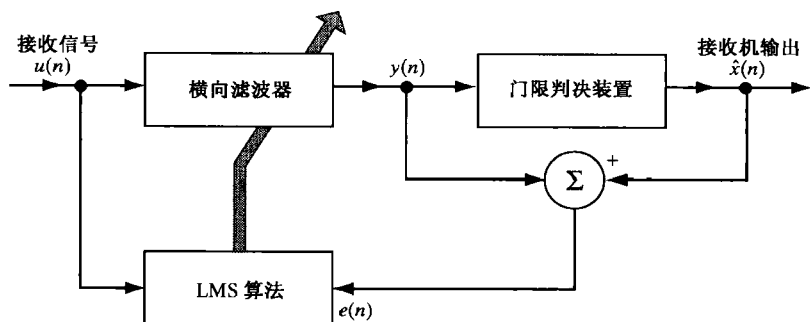 接收信号
u(n)
横向滤波器
y(n)
门限判决装置
接收机输出
x̂(n)
+
Σ
LMS 算法
e(n)